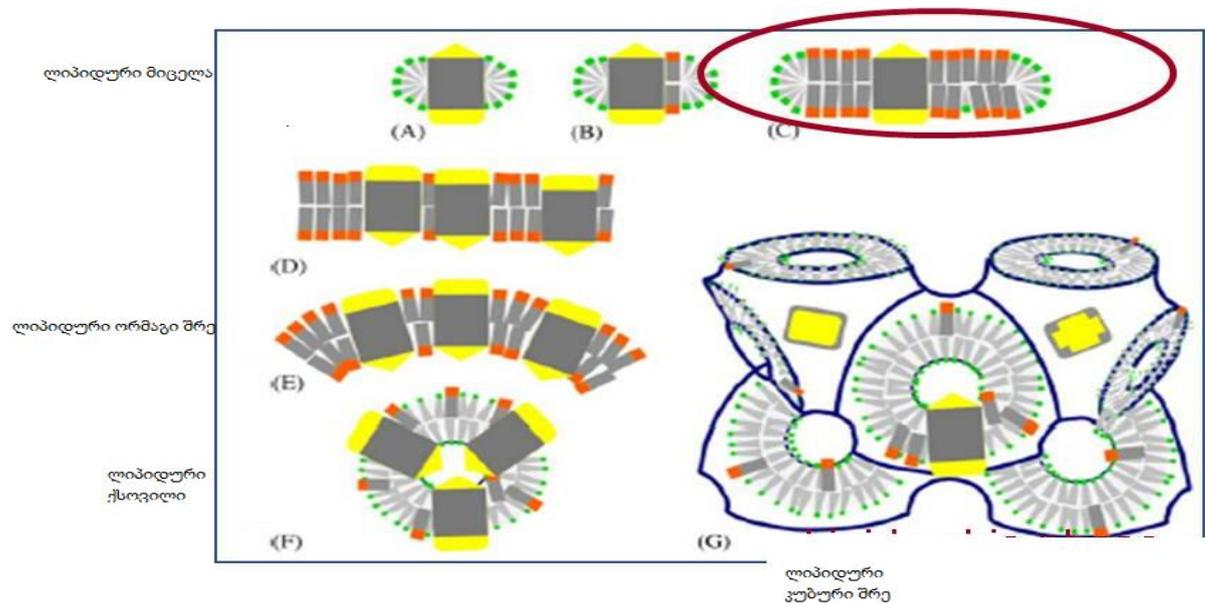 ლიპიდური მიცელა
(A)
(B)
(C)
(D)
ლიპიდური ორმაგი შრე
(E)
ლიპიდური
ქსოვილი
(F)
(G)
ლიპიდური
კუბური შრე